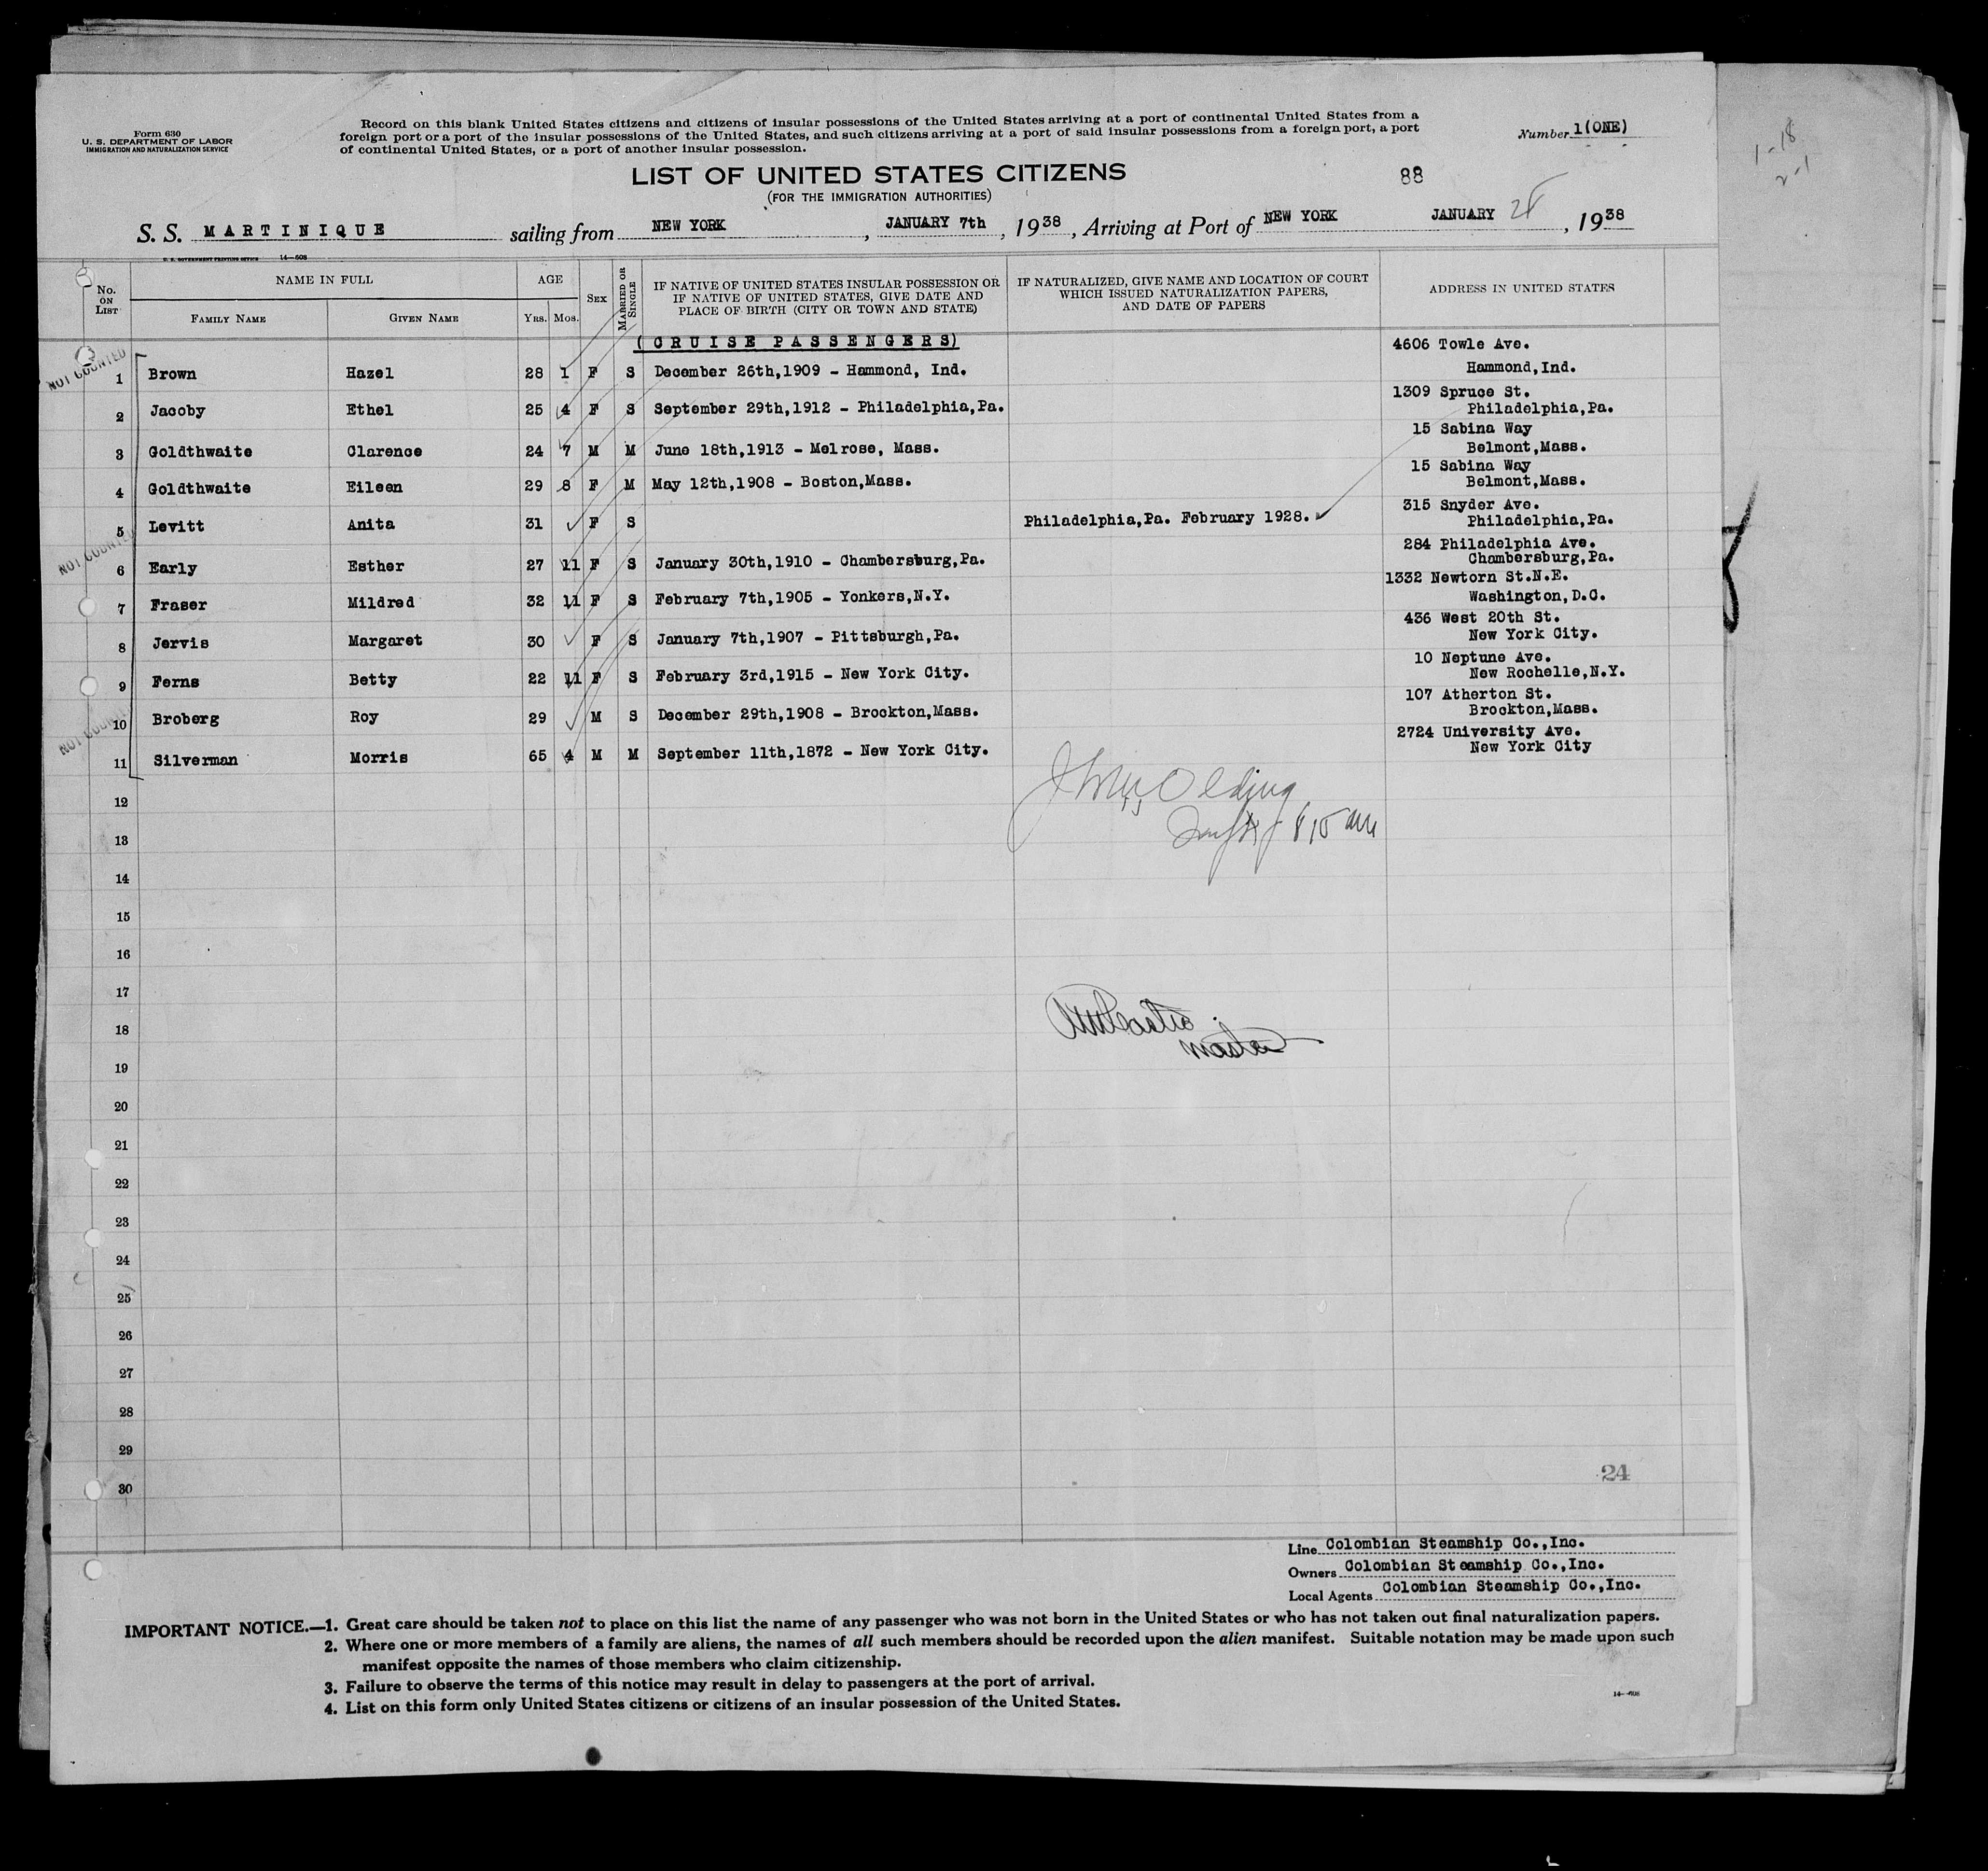 Form 630
U. S. DEPARTMENT OF LABOR
IMMIGRATION AND NATURALIZATION SERVICE
Record on this blank United States citizens and citizens of insular possessions of the United States arriving at a port of continental United States from a
foreign port or a port of the insular possessions of the United States, and such citizens arriving at a port of said insular possessions from a foreign port, a port
of continental United States, or a port of another insular possession.
Number 1(ONE)
1-18
2-1
LIST OF UNITED STATES CITIZENS
(FOR THE IMMIGRATION AUTHORITIES)
88
S. S. MARTINIQUE sailing from NEW YORK, JANUARY 7th, 1938, Arriving at Port of NEW YORK JANUARY 25, 1938
U. S. GOVERNMENT PRINTING OFFICE 14-608
No. ON LIST
NAME IN FULL
FAMILY NAME GIVEN NAME
AGE
YRS. MOS.
SEX
MARRIED OR SINGLE
IF NATIVE OF UNITED STATES INSULAR POSSESSION OR
IF NATIVE OF UNITED STATES, GIVE DATE AND
PLACE OF BIRTH (CITY OR TOWN AND STATE)
IF NATURALIZED, GIVE NAME AND LOCATION OF COURT
WHICH ISSUED NATURALIZATION PAPERS,
AND DATE OF PAPERS
ADDRESS IN UNITED STATES
(CRUISE PASSENGERS)
NOT COUNTED
4606 Towle Ave.
1 Brown Hazel 28 1 F S December 26th,1909 - Hammond, Ind. Hammond,Ind.
1309 Spruce St.
2 Jacoby Ethel 25 4 F S September 29th,1912 - Philadelphia,Pa. Philadelphia,Pa.
15 Sabina Way
3 Goldthwaite Clarence 24 7 M M June 18th,1913 - Melrose, Mass. Belmont,Mass.
15 Sabina Way
4 Goldthwaite Eileen 29 8 F M May 12th,1908 - Boston,Mass. Belmont,Mass.
315 Snyder Ave.
5 Levitt Anita 31 F S Philadelphia,Pa. February 1928. Philadelphia,Pa.
NOT COUNTED
284 Philadelphia Ave.
6 Early Esther 27 11 F S January 30th,1910 - Chambersburg,Pa. Chambersburg,Pa.
1332 Newtorn St.N.E.
7 Fraser Mildred 32 11 F S February 7th,1905 - Yonkers,N.Y. Washington,D.C.
436 West 20th St.
8 Jervis Margaret 30 F S January 7th,1907 - Pittsburgh,Pa. New York City.
10 Neptune Ave.
9 Ferns Betty 22 11 F S February 3rd,1915 - New York City. New Rochelle,N.Y.
107 Atherton St.
10 Broberg Roy 29 M S December 29th,1908 - Brockton,Mass. Brockton,Mass.
NOT COUNTED
2724 University Ave.
11 Silverman Morris 65 4 M M September 11th,1872 - New York City. New York City
12
13
815 am
14
15
16
17
18
Master
19
20
21
22
23
24
25
26
27
28
29
30
24
Line Colombian Steamship Co.,Inc.
Owners Colombian Steamship Co.,Inc.
Local Agents Colombian Steamship Co.,Inc.
IMPORTANT NOTICE.—1. Great care should be taken not to place on this list the name of any passenger who was not born in the United States or who has not taken out final naturalization papers.
2. Where one or more members of a family are aliens, the names of all such members should be recorded upon the alien manifest. Suitable notation may be made upon such
manifest opposite the names of those members who claim citizenship.
3. Failure to observe the terms of this notice may result in delay to passengers at the port of arrival.
4. List on this form only United States citizens or citizens of an insular possession of the United States.
14-608